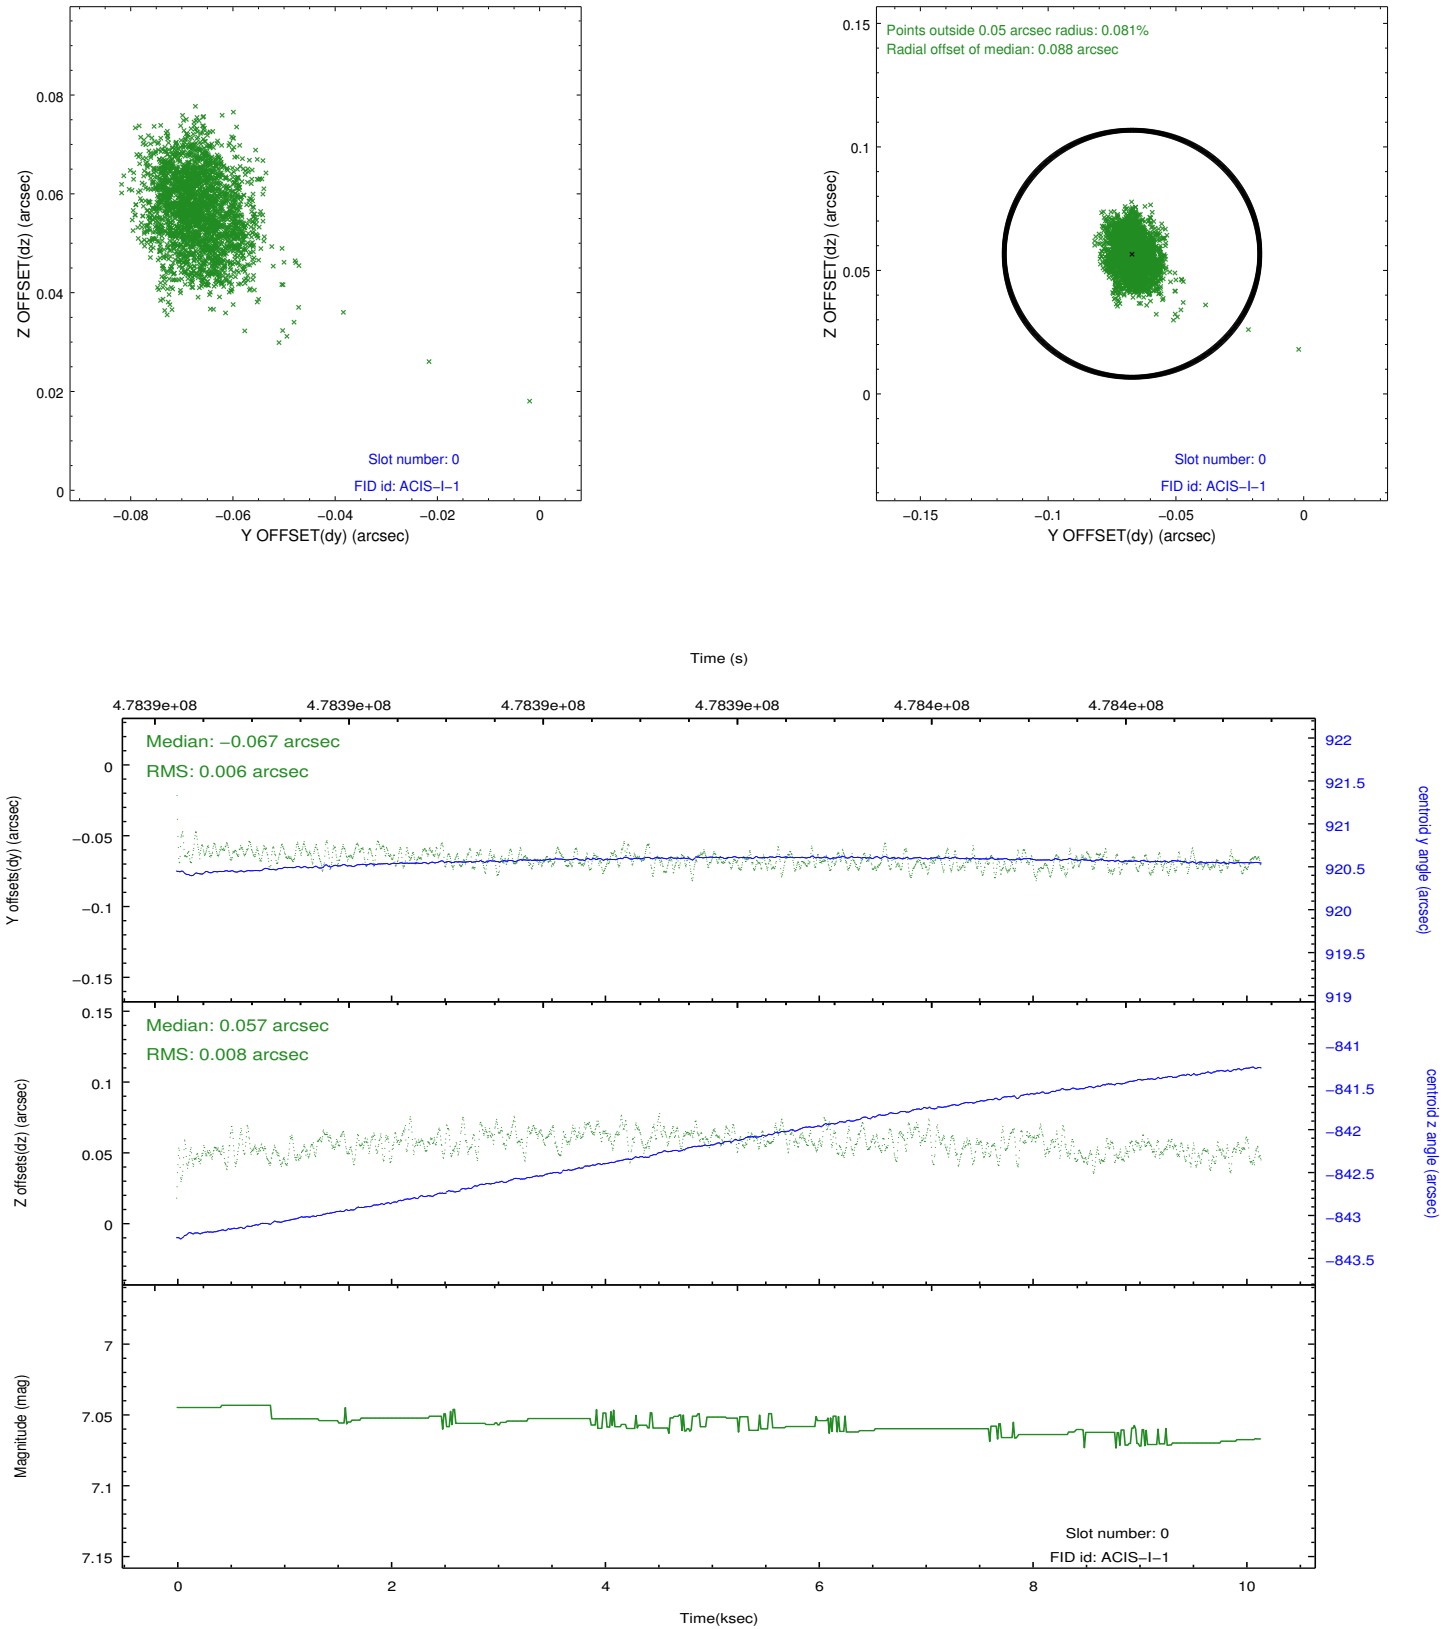 0.08
0.06
0.04
0.02
0
Z OFFSET(dz) (arcsec)
Slot number: 0
FID id: ACIS−I−1
−0.08
−0.06
−0.04
−0.02
0
Y OFFSET(dy) (arcsec)
Points outside 0.05 arcsec radius: 0.081%
Radial offset of median: 0.088 arcsec
0.15
0.1
0.05
0
Z OFFSET(dz) (arcsec)
Slot number: 0
FID id: ACIS−I−1
−0.15
−0.1
−0.05
0
Y OFFSET(dy) (arcsec)
Time (s)
4.7839e+08
4.7839e+08
4.7839e+08
4.7839e+08
4.784e+08
4.784e+08
Median: −0.067 arcsec
RMS: 0.006 arcsec
0
−0.05
−0.1
−0.15
Y offsets(dy) (arcsec)
922
921.5
921
920.5
920
919.5
919
centroid y angle (arcsec)
Median: 0.057 arcsec
RMS: 0.008 arcsec
0.15
0.1
0.05
0
Z offsets(dz) (arcsec)
−841
−841.5
−842
−842.5
−843
−843.5
centroid z angle (arcsec)
7
7.05
7.1
7.15
Magnitude (mag)
Slot number: 0
FID id: ACIS−I−1
0
2
4
6
8
10
Time(ksec)